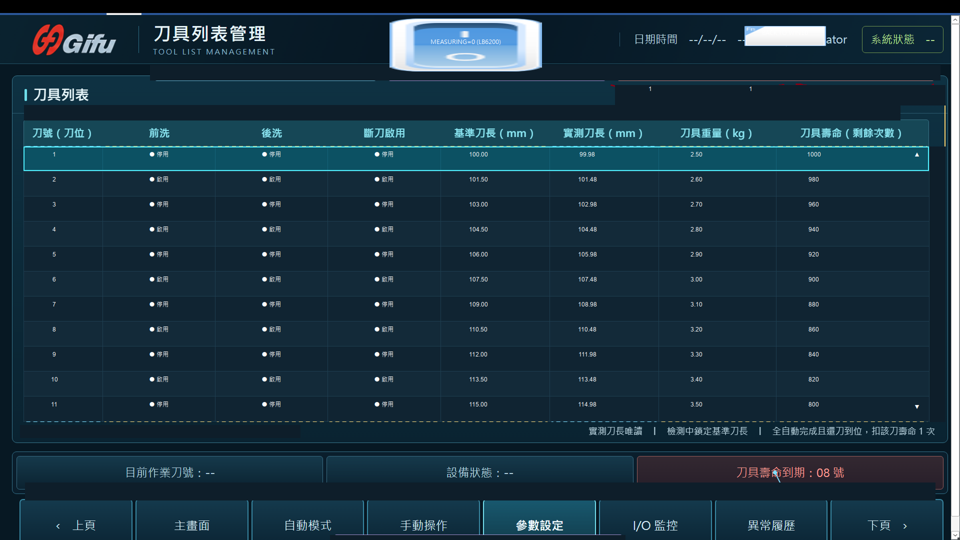 Gifu
刀具列表管理
TOOL LIST MANAGEMENT
MEASURING=0 (LB6200)
日期時間 --/--/-- --
ator
系統狀態 --
刀具列表
1 1
刀號（刀位） 前洗 後洗 斷刀啟用 基準刀長（mm） 實測刀長（mm） 刀具重量（kg） 刀具壽命（剩餘次數）
1 ● 停用 ● 停用 ● 停用 100.00 99.98 2.50 1000 ▲
2 ● 啟用 ● 啟用 ● 啟用 101.50 101.48 2.60 980
3 ● 停用 ● 停用 ● 停用 103.00 102.98 2.70 960
4 ● 啟用 ● 啟用 ● 啟用 104.50 104.48 2.80 940
5 ● 停用 ● 停用 ● 停用 106.00 105.98 2.90 920
6 ● 啟用 ● 啟用 ● 啟用 107.50 107.48 3.00 900
7 ● 停用 ● 停用 ● 停用 109.00 108.98 3.10 880
8 ● 啟用 ● 啟用 ● 啟用 110.50 110.48 3.20 860
9 ● 停用 ● 停用 ● 停用 112.00 111.98 3.30 840
10 ● 啟用 ● 啟用 ● 啟用 113.50 113.48 3.40 820
11 ● 停用 ● 停用 ● 停用 115.00 114.98 3.50 800 ▼
實測刀長唯讀 | 檢測中鎖定基準刀長 | 全自動完成且還刀到位，扣該刀壽命 1 次
目前作業刀號：-- 設備狀態：-- 刀具壽命到期：08 號
‹ 上頁 主畫面 自動模式 手動操作 參數設定 I/O 監控 異常履歷 下頁 ›